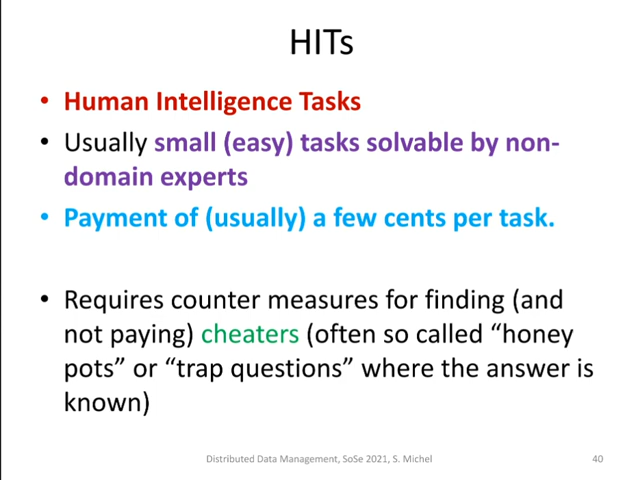 HITs
• Human Intelligence Tasks
• Usually small (easy) tasks solvable by non-
domain experts
• Payment of (usually) a few cents per task.
• Requires counter measures for finding (and
not paying) cheaters (often so called “honey
pots” or “trap questions” where the answer is
known)
Distributed Data Management, SoSe 2021, S. Michel
40